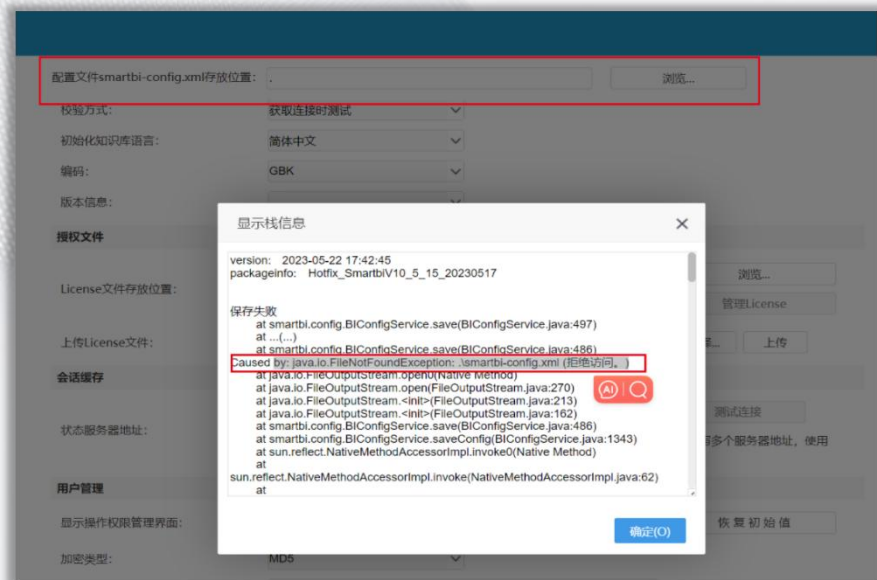 配置文件smartbi-config.xml存放位置: .
浏览...
校验方式: 获取连接时测试
初始化知识库语言: 简体中文
编码: GBK
版本信息:
授权文件
License文件存放位置:
浏览...
管理License
上传License文件:
上传
会话缓存
状态服务器地址:
测试连接
多个服务器地址，使用
用户管理
显示操作权限管理界面:
恢复初始值
加密类型: MD5
显示栈信息
version: 2023-05-22 17:42:45
packageinfo: Hotfix_SmartbiV10_5_15_20230517
保存失败
at smartbi.config.BIConfigService.save(BIConfigService.java:497)
at ...(...)
at smartbi.config.BIConfigService.save(BIConfigService.java:486)
Caused by: java.io.FileNotFoundException: .\smartbi-config.xml (拒绝访问。)
at java.io.FileOutputStream.open0(Native Method)
at java.io.FileOutputStream.open(FileOutputStream.java:270)
at java.io.FileOutputStream.<init>(FileOutputStream.java:213)
at java.io.FileOutputStream.<init>(FileOutputStream.java:162)
at smartbi.config.BIConfigService.save(BIConfigService.java:486)
at smartbi.config.BIConfigService.saveConfig(BIConfigService.java:1343)
at sun.reflect.NativeMethodAccessorImpl.invoke0(Native Method)
at
sun.reflect.NativeMethodAccessorImpl.invoke(NativeMethodAccessorImpl.java:62)
at
AI
确定(O)